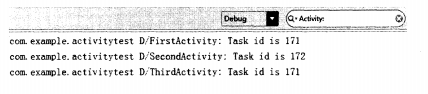 Debug Activity:
com.example.activitytest D/FirstActivity: Task id is 171
com.example.activitytest D/SecondActivity: Task id is 172
com.example.activitytest D/ThirdActivity: Task id is 171